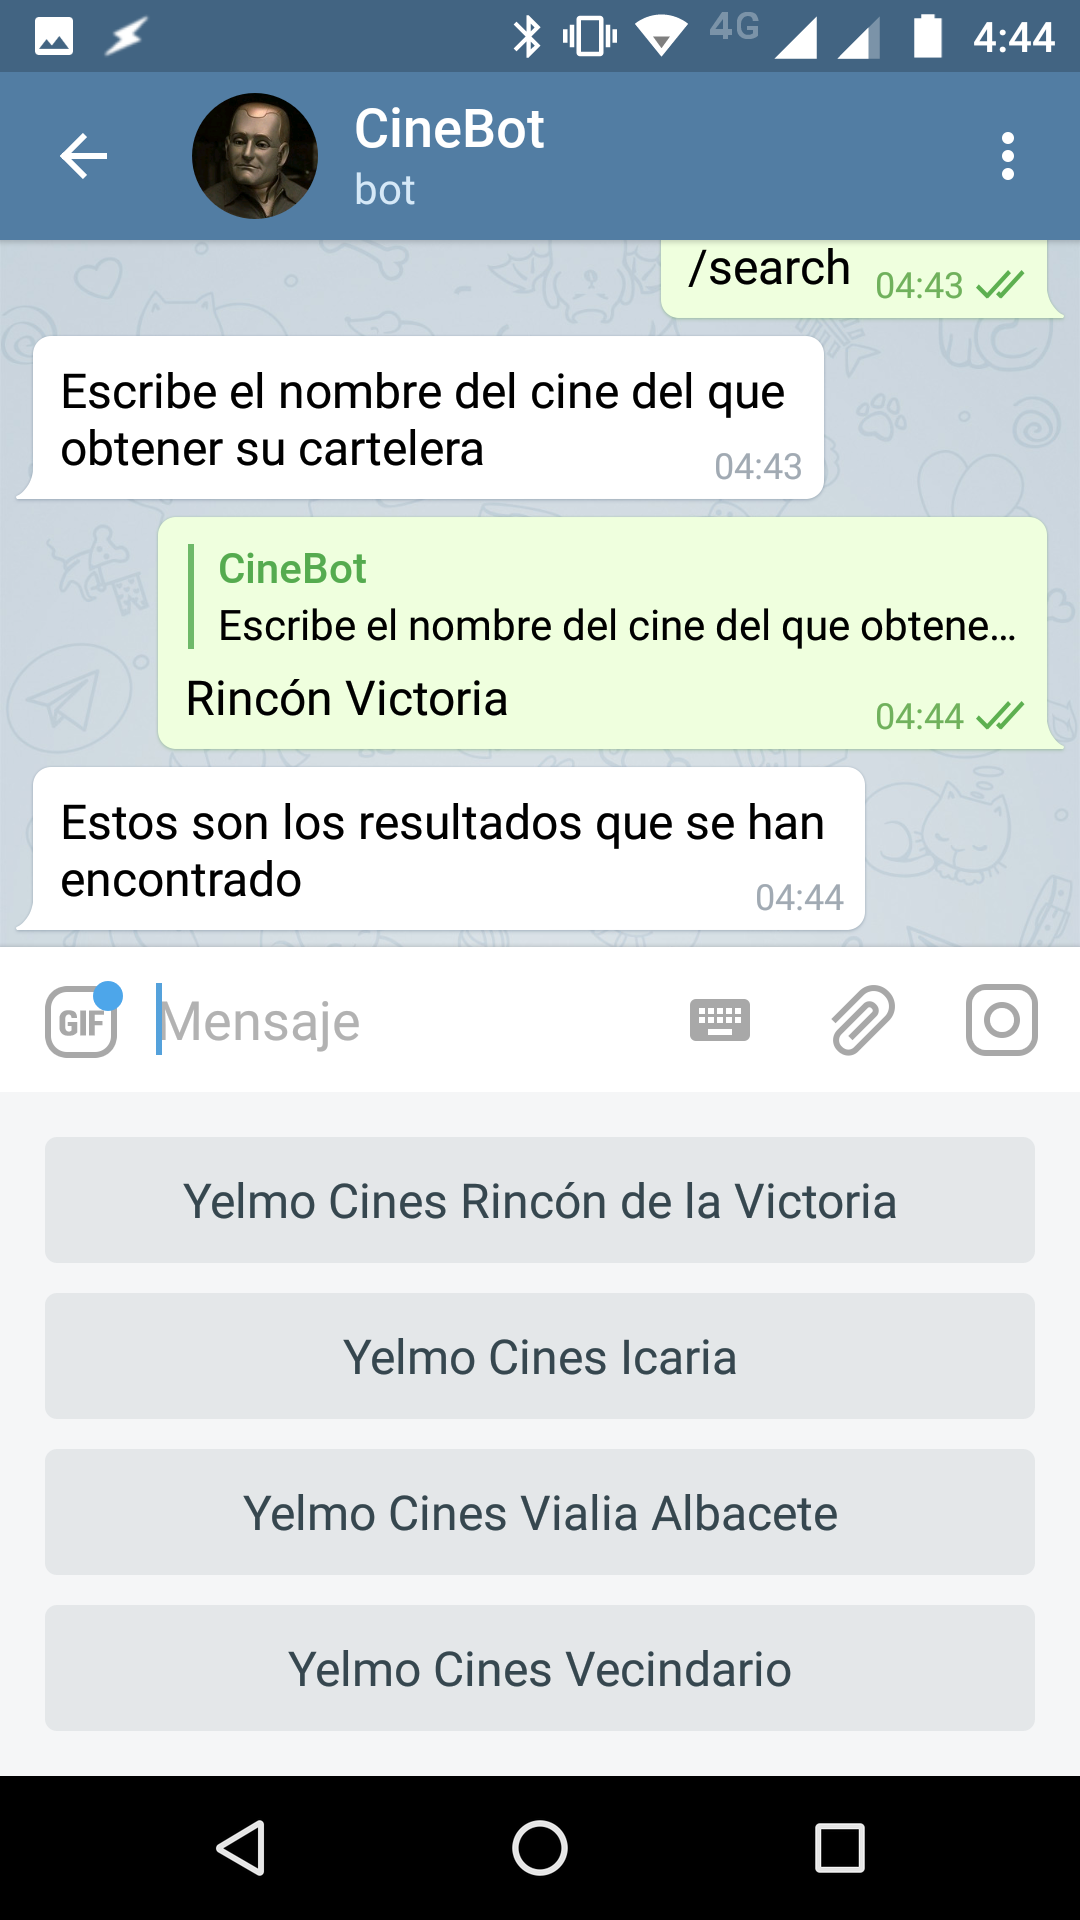 4G 4:44
CineBot
bot
/search 04:43
Escribe el nombre del cine del que
obtener su cartelera 04:43
CineBot
Escribe el nombre del cine del que obtene...
Rincón Victoria 04:44
Estos son los resultados que se han
encontrado 04:44
GIF Mensaje
Yelmo Cines Rincón de la Victoria
Yelmo Cines Icaria
Yelmo Cines Vialia Albacete
Yelmo Cines Vecindario